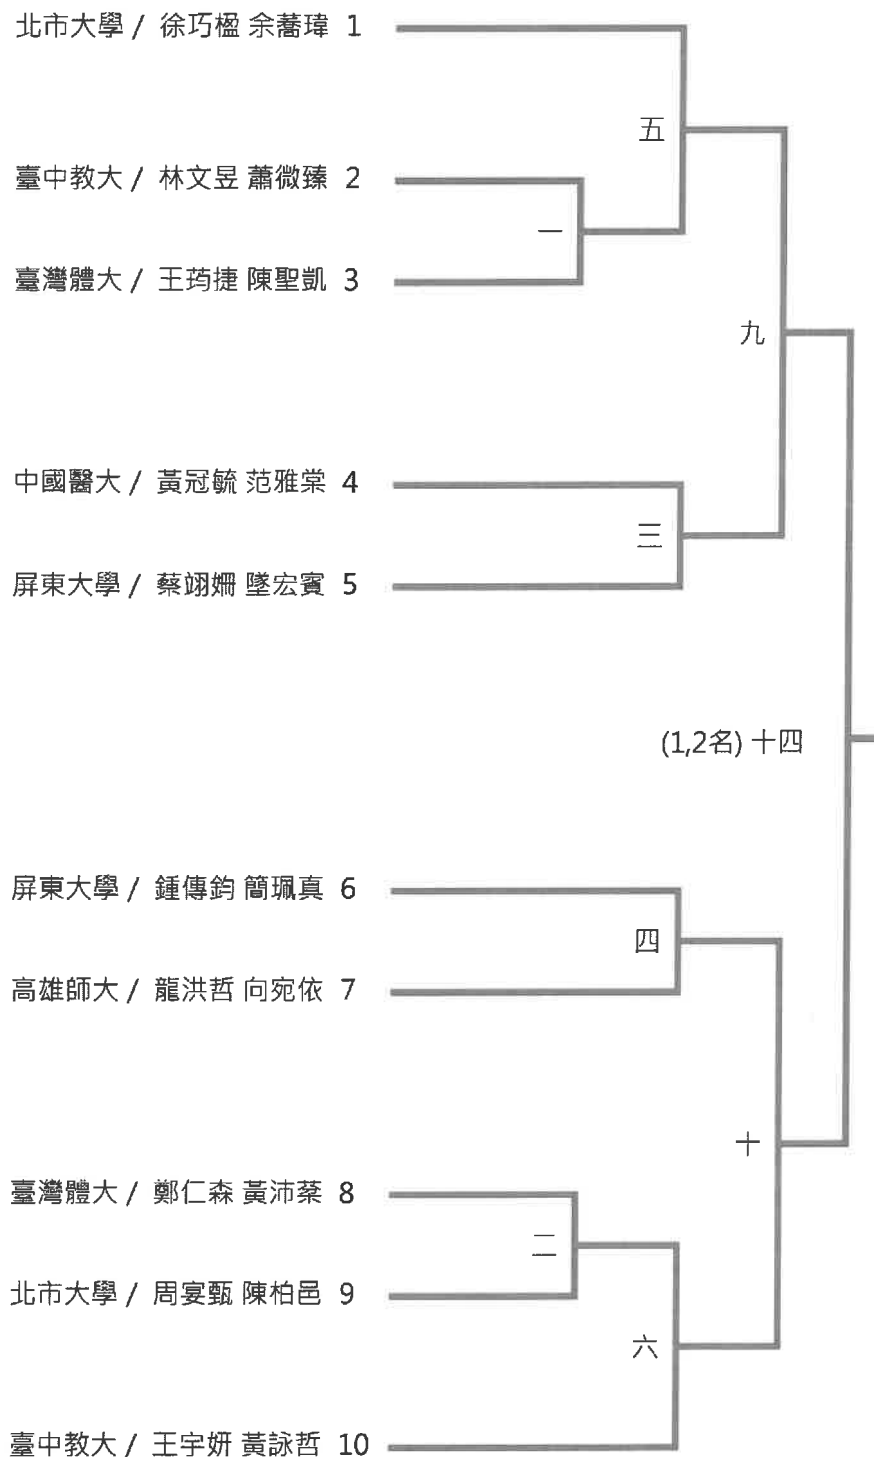 北市大學 / 徐巧楹 余蕎瑋 1
五
臺中教大 / 林文昱 蕭微臻 2
一
臺灣體大 / 王荺捷 陳聖凱 3
九
中國醫大 / 黃冠毓 范雅棠 4
三
屏東大學 / 蔡翊姍 墜宏賓 5
(1,2名) 十四
屏東大學 / 鍾傳鈞 簡珮真 6
四
高雄師大 / 龍洪哲 向宛依 7
十
臺灣體大 / 鄭仁森 黃沛棻 8
二
北市大學 / 周宴甄 陳柏邑 9
六
臺中教大 / 王宇妍 黃詠哲 10